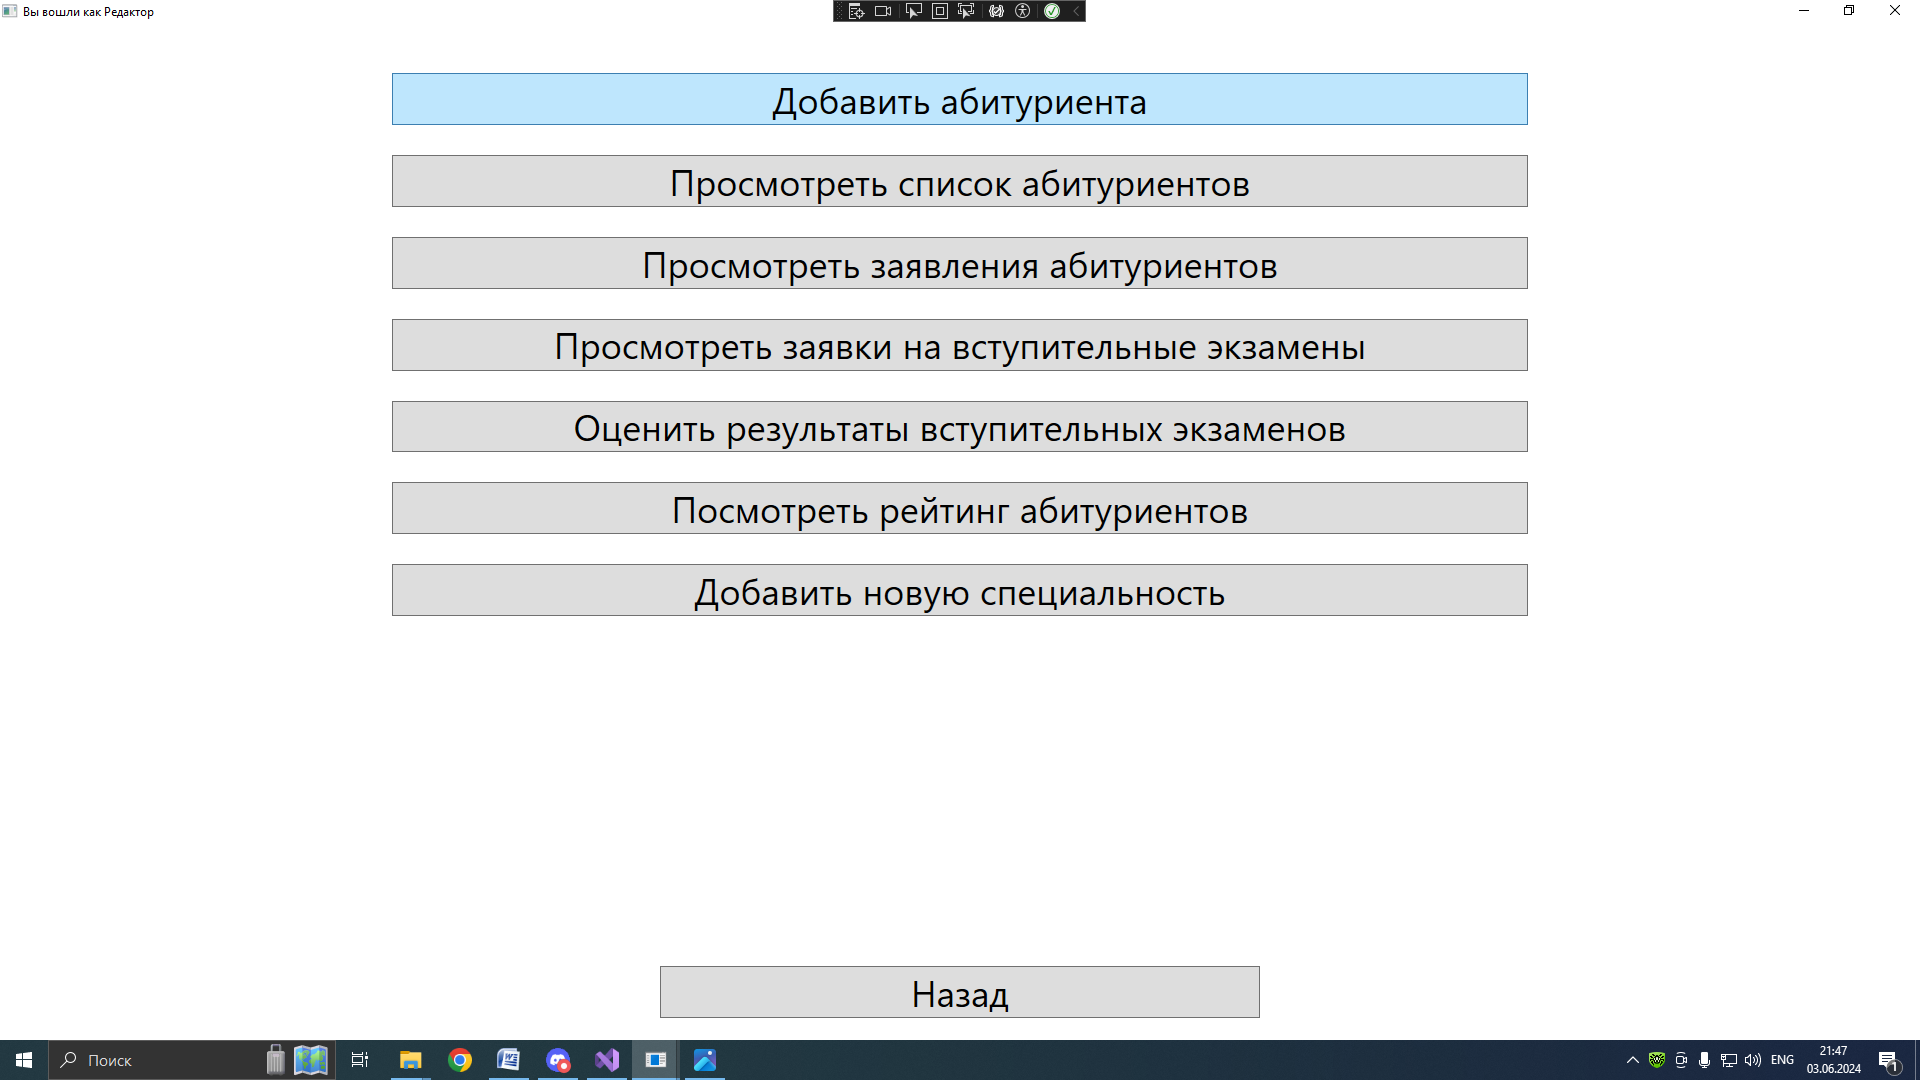 Вы вошли как Редактор
Добавить абитуриента
Просмотреть список абитуриентов
Просмотреть заявления абитуриентов
Просмотреть заявки на вступительные экзамены
Оценить результаты вступительных экзаменов
Посмотреть рейтинг абитуриентов
Добавить новую специальность
Назад
Поиск
ENG
21:47
03.06.2024
1